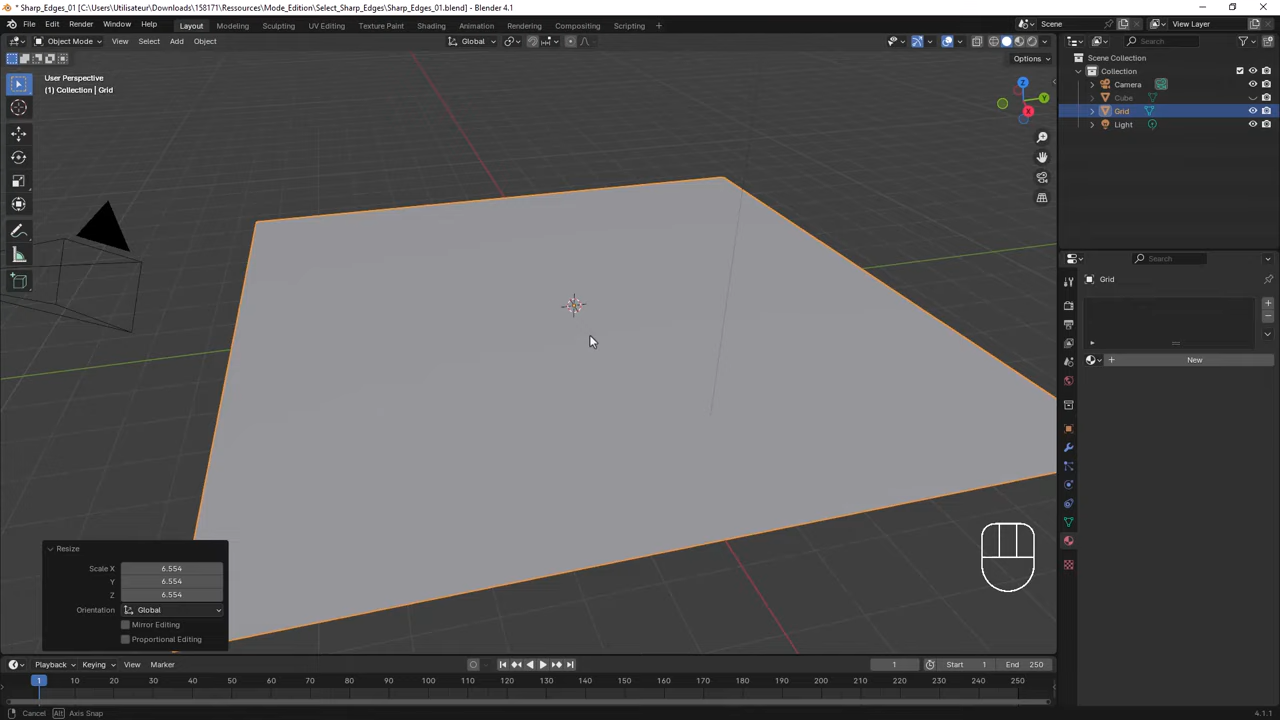 * Sharp_Edges_01 [C:\Users\Utilisateur\Downloads\158171\Ressources\Mode_Edition\Select_Sharp_Edges\Sharp_Edges_01.blend] - Blender 4.1
File Edit Render Window Help Layout Modeling Sculpting UV Editing Texture Paint Shading Animation Rendering Compositing Geometry Nodes Scripting +
Scene View Layer
Object Mode View Select Add Object Global
Search
Options
User Perspective
(1) Collection | Grid
Z
Y
X
Scene Collection
Collection
Camera
Cube
Grid
Light
Search
Grid
New
Resize
Scale X 6.554
Y 6.554
Z 6.554
Orientation Global
Mirror Editing
Proportional Editing
Playback Keying View Marker 1 Start 1 End 250
1 10 20 30 40 50 60 70 80 90 100 110 120 130 140 150 160 170 180 190 200 210 220 230 240 250
Cancel Alt Axis Snap 4.1.1